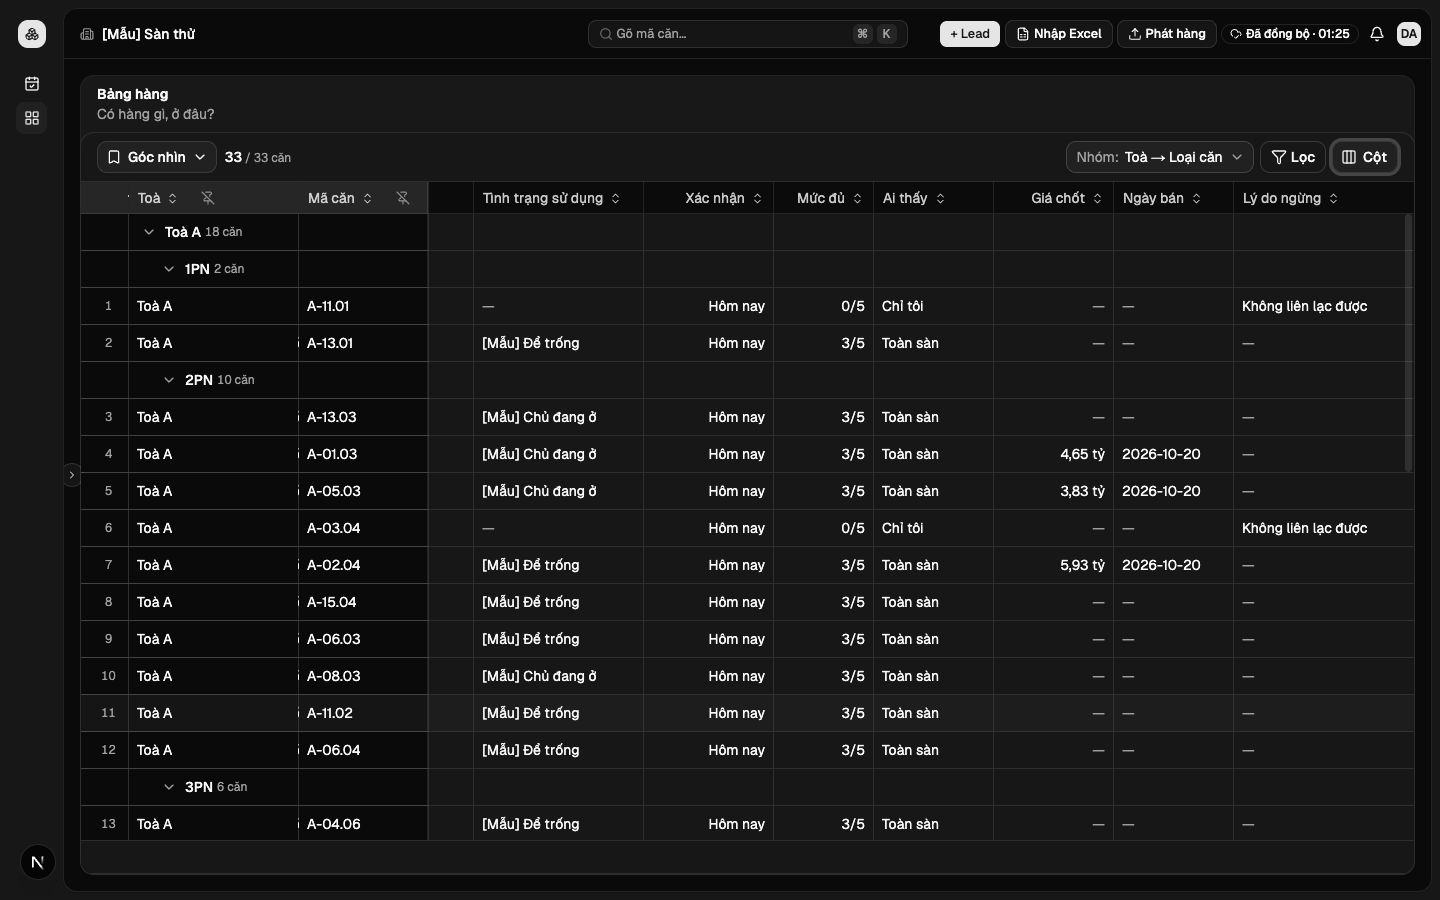 [Mẫu] Sàn thử
Gõ mã căn... ⌘ K
+ Lead
Nhập Excel
Phát hàng
Đã đồng bộ · 01:25
DA
Bảng hàng
Có hàng gì, ở đâu?
Góc nhìn
33 / 33 căn
Nhóm: Toà → Loại căn
Lọc
Cột
Toà Mã căn Tình trạng sử dụng Xác nhận Mức đủ Ai thấy Giá chốt Ngày bán Lý do ngừng
Toà A 18 căn
1PN 2 căn
1 Toà A A-11.01 — Hôm nay 0/5 Chỉ tôi — — Không liên lạc được
2 Toà A A-13.01 [Mẫu] Để trống Hôm nay 3/5 Toàn sàn — — —
2PN 10 căn
3 Toà A A-13.03 [Mẫu] Chủ đang ở Hôm nay 3/5 Toàn sàn — — —
4 Toà A A-01.03 [Mẫu] Chủ đang ở Hôm nay 3/5 Toàn sàn 4,65 tỷ 2026-10-20 —
5 Toà A A-05.03 [Mẫu] Chủ đang ở Hôm nay 3/5 Toàn sàn 3,83 tỷ 2026-10-20 —
6 Toà A A-03.04 — Hôm nay 0/5 Chỉ tôi — — Không liên lạc được
7 Toà A A-02.04 [Mẫu] Để trống Hôm nay 3/5 Toàn sàn 5,93 tỷ 2026-10-20 —
8 Toà A A-15.04 [Mẫu] Để trống Hôm nay 3/5 Toàn sàn — — —
9 Toà A A-06.03 [Mẫu] Để trống Hôm nay 3/5 Toàn sàn — — —
10 Toà A A-08.03 [Mẫu] Chủ đang ở Hôm nay 3/5 Toàn sàn — — —
11 Toà A A-11.02 [Mẫu] Để trống Hôm nay 3/5 Toàn sàn — — —
12 Toà A A-06.04 [Mẫu] Để trống Hôm nay 3/5 Toàn sàn — — —
3PN 6 căn
13 Toà A A-04.06 [Mẫu] Để trống Hôm nay 3/5 Toàn sàn — — —
N